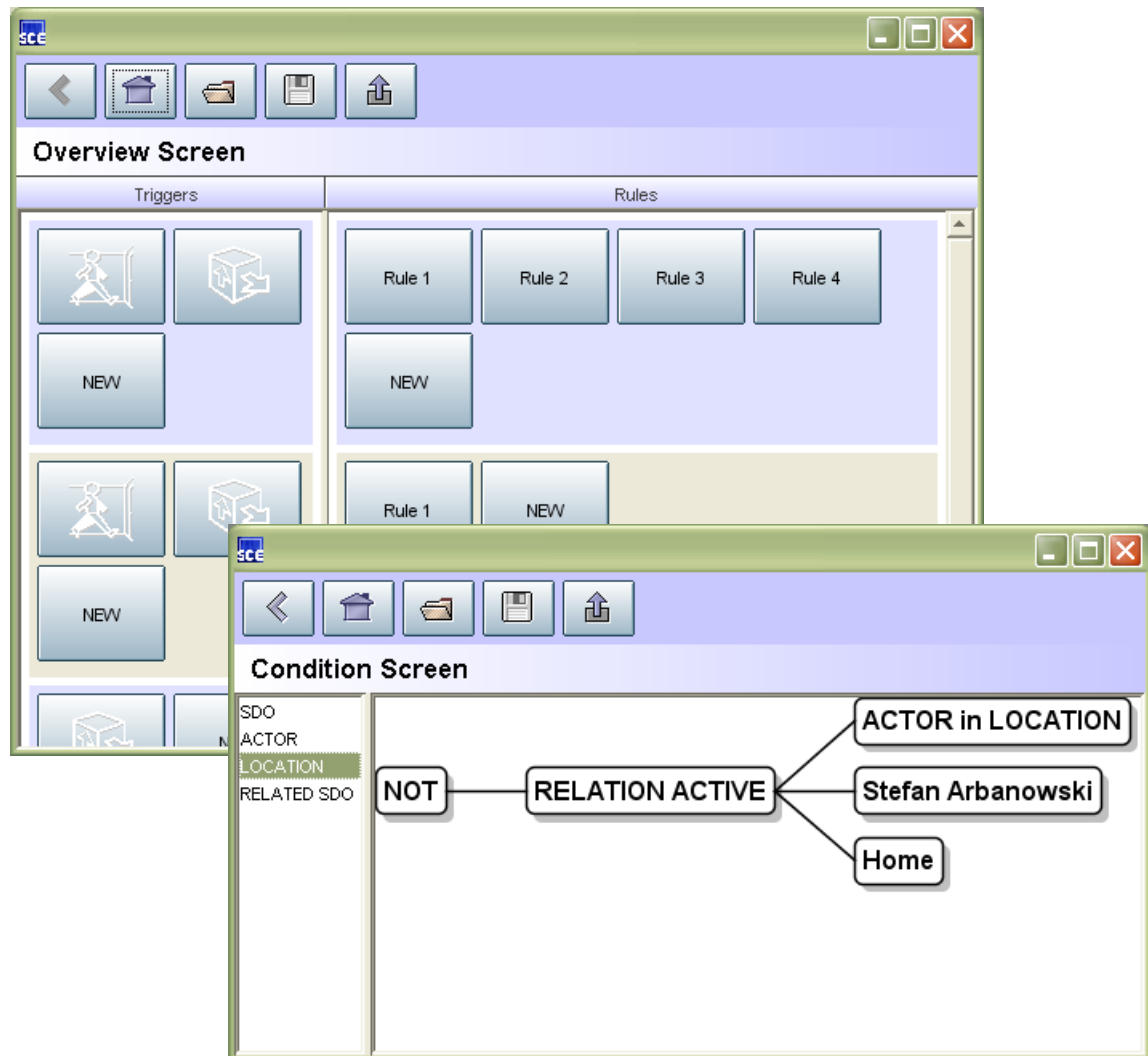 SCE
Overview Screen
Triggers Rules
Rule 1 Rule 2 Rule 3 Rule 4
NEW NEW
Rule 1 NEW
NEW
SCE
Condition Screen
SDO
ACTOR
LOCATION
RELATED SDO
NOT RELATION ACTIVE
ACTOR in LOCATION
Stefan Arbanowski
Home